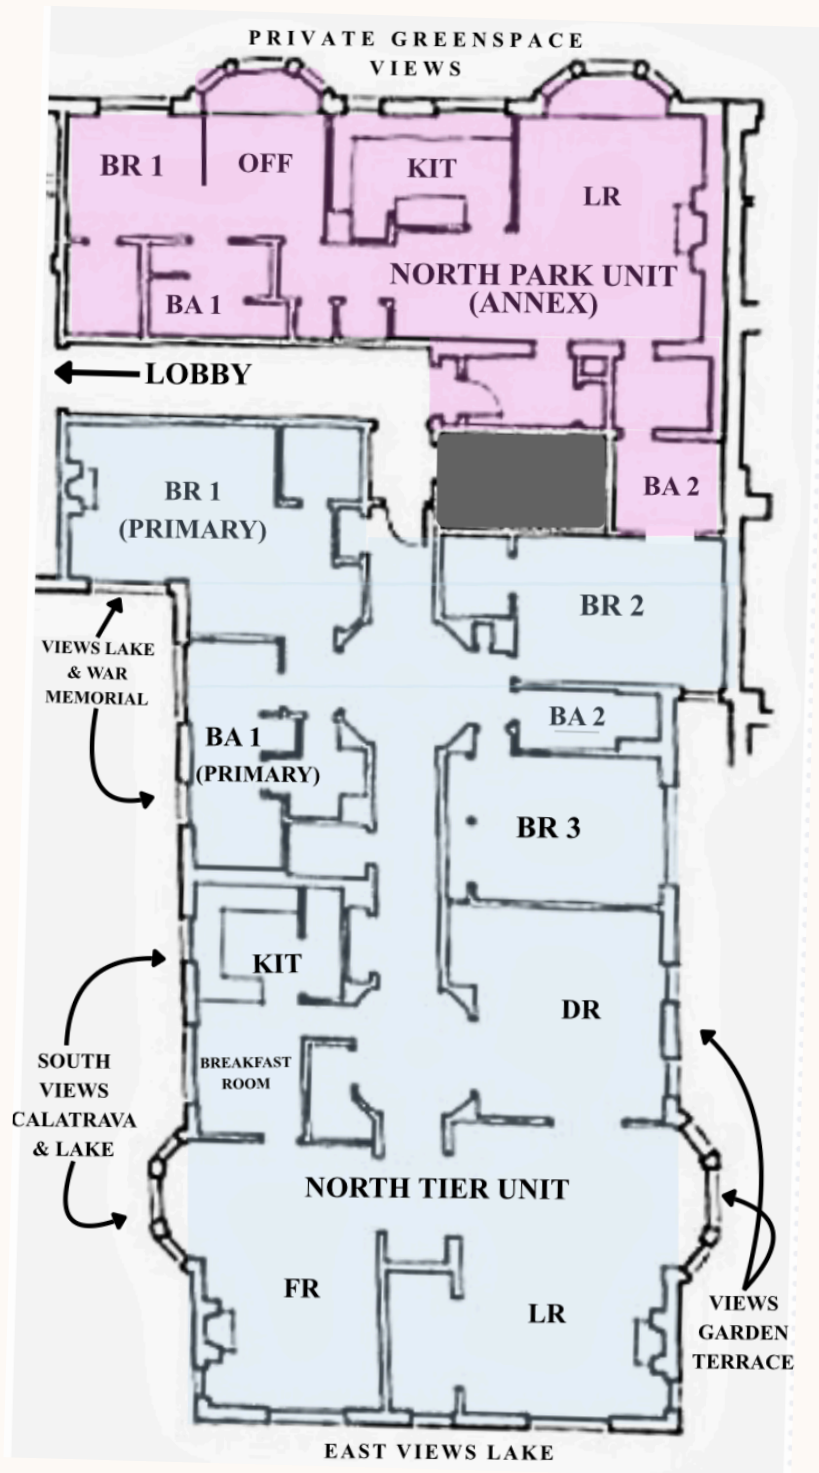 PRIVATE GREENSPACE
VIEWS
BR 1
OFF
KIT
LR
NORTH PARK UNIT
(ANNEX)
BA 1
LOBBY
BR 1
(PRIMARY)
BA 2
BR 2
VIEWS LAKE
& WAR
MEMORIAL
BA 2
BA 1
(PRIMARY)
BR 3
KIT
DR
BREAKFAST
ROOM
SOUTH
VIEWS
CALATRAVA
& LAKE
NORTH TIER UNIT
FR
LR
VIEWS
GARDEN
TERRACE
EAST VIEWS LAKE